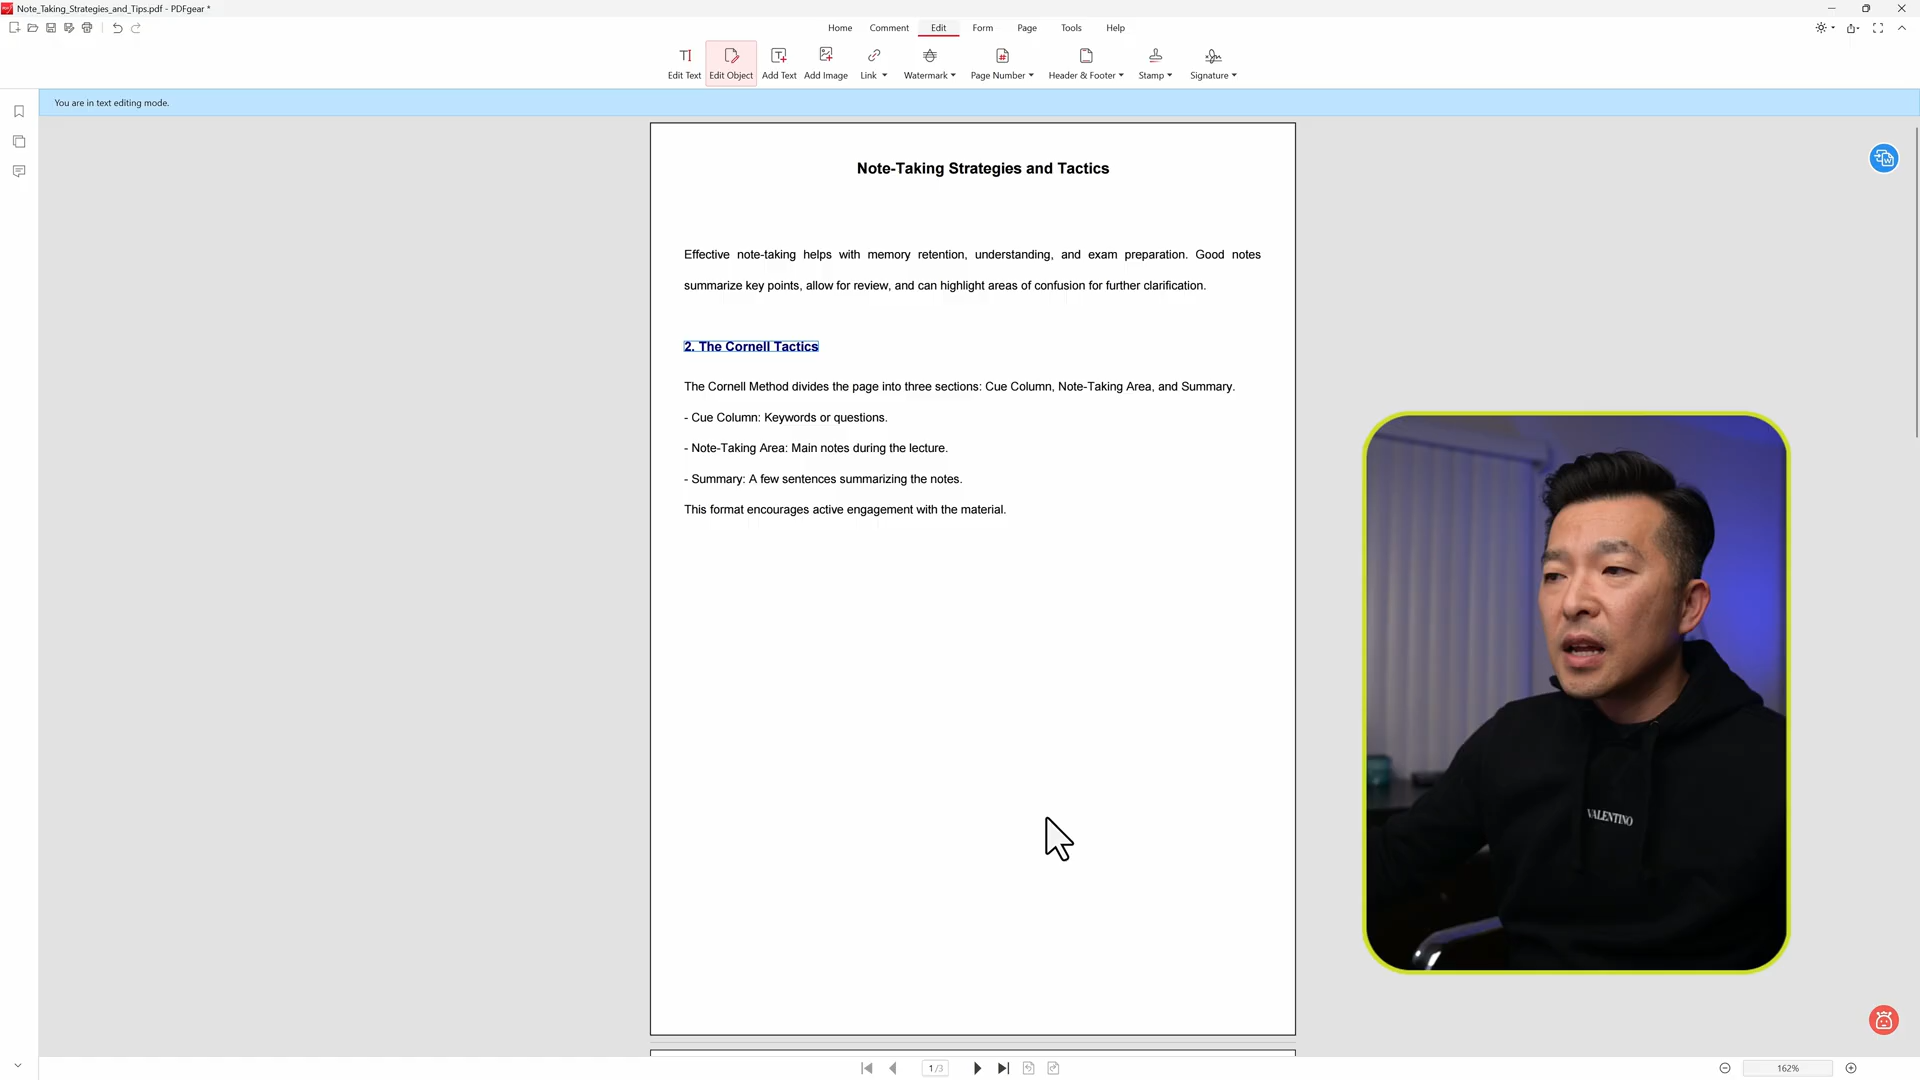 Note_Taking_Strategies_and_Tips.pdf - PDFgear *
Home Comment Edit Form Page Tools Help
Edit Text Edit Object Add Text Add Image Link Watermark Page Number Header & Footer Stamp Signature
You are in text editing mode.
Note-Taking Strategies and Tactics
Effective note-taking helps with memory retention, understanding, and exam preparation. Good notes
summarize key points, allow for review, and can highlight areas of confusion for further clarification.
2. The Cornell Tactics
The Cornell Method divides the page into three sections: Cue Column, Note-Taking Area, and Summary.
- Cue Column: Keywords or questions.
- Note-Taking Area: Main notes during the lecture.
- Summary: A few sentences summarizing the notes.
This format encourages active engagement with the material.
VALENTINO
1/3
162%